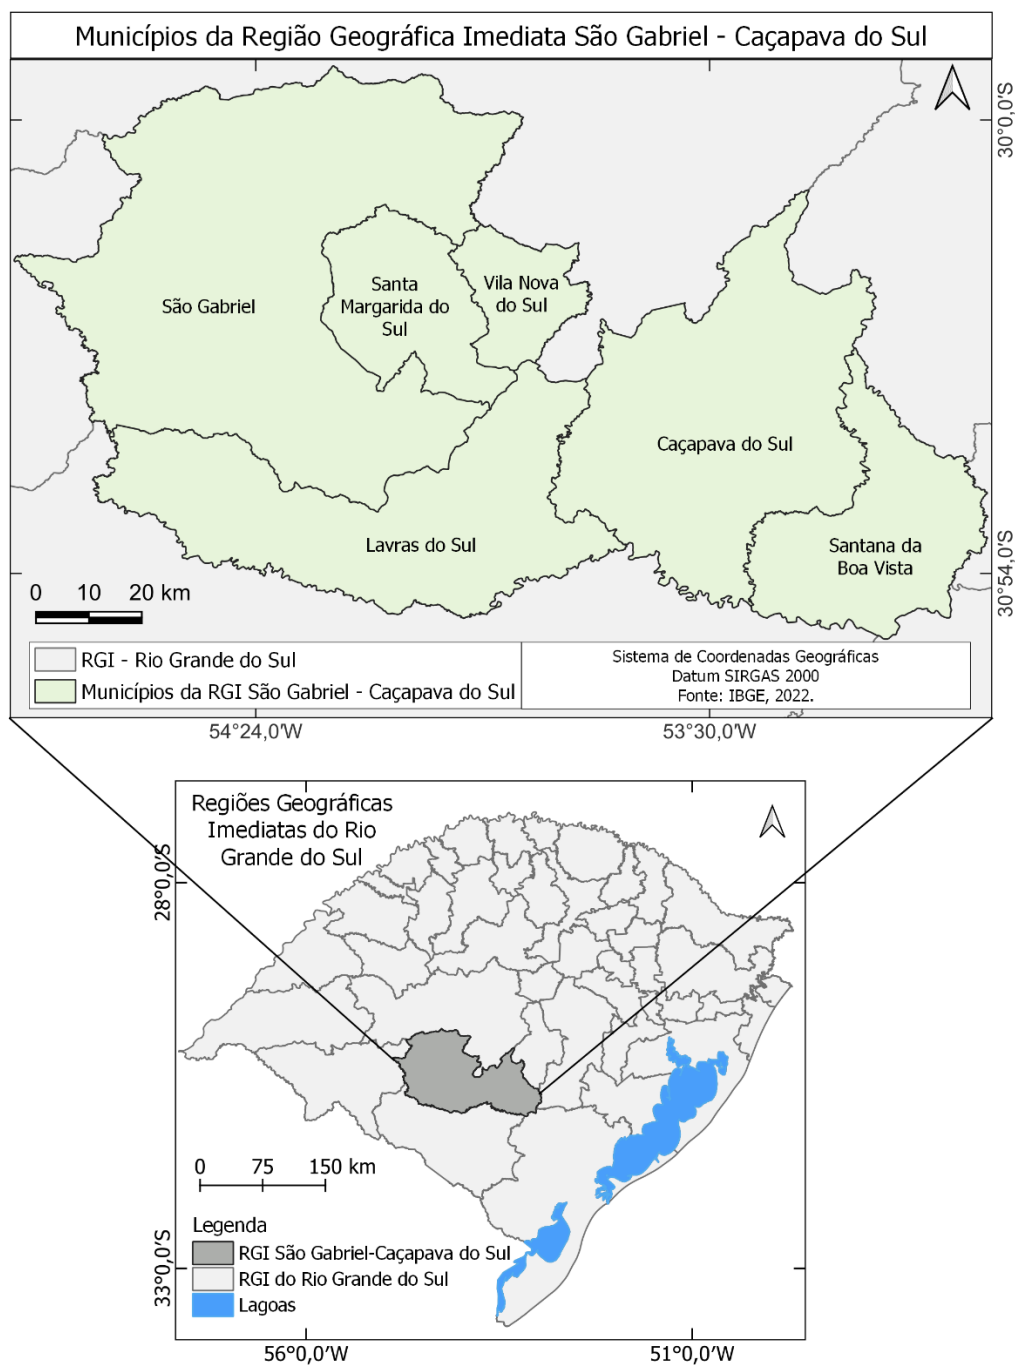 Municípios da Região Geográfica Imediata São Gabriel - Caçapava do Sul
30°0,0′S
São Gabriel
Santa
Margarida do
Sul
Vila Nova
do Sul
Caçapava do Sul
Lavras do Sul
Santana da
Boa Vista
30°54,0′S
0 10 20 km
RGI - Rio Grande do Sul
Municípios da RGI São Gabriel - Caçapava do Sul
Sistema de Coordenadas Geográficas
Datum SIRGAS 2000
Fonte: IBGE, 2022.
54°24,0′W 53°30,0′W
Regiões Geográficas
Imediatas do Rio
Grande do Sul
28°0,0′S
0 75 150 km
Legenda
RGI São Gabriel-Caçapava do Sul
RGI do Rio Grande do Sul
Lagoas
33°0,0′S
56°0,0′W 51°0,0′W